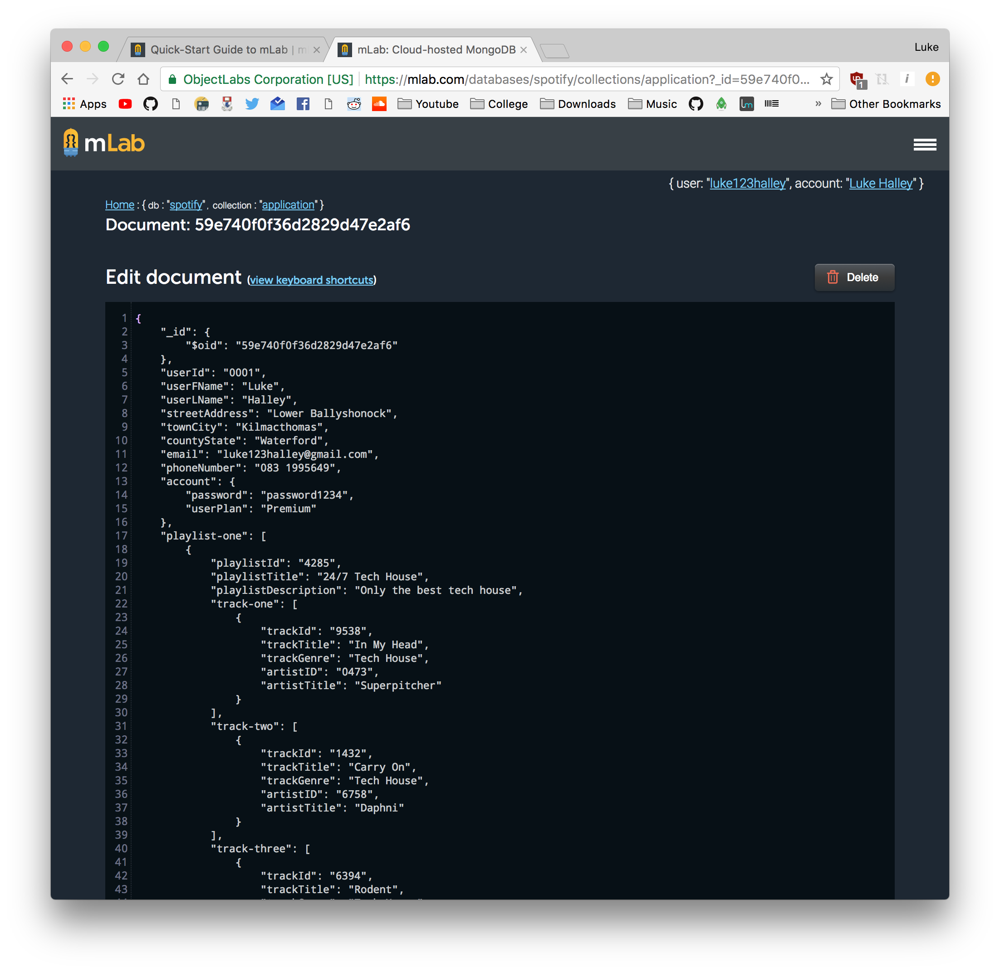 Luke
Quick-Start Guide to mLab | m
mLab: Cloud-hosted MongoDB
ObjectLabs Corporation [US] https://mlab.com/databases/spotify/collections/application?_id=59e740f0...
1
Apps Youtube College Downloads Music » Other Bookmarks
mLab
{ user: "luke123halley", account: "Luke Halley" }
Home : { db : "spotify", collection : "application" }
Document: 59e740f0f36d2829d47e2af6
Edit document (view keyboard shortcuts)
Delete
1 {
2 "_id": {
3 "$oid": "59e740f0f36d2829d47e2af6"
4 },
5 "userId": "0001",
6 "userFName": "Luke",
7 "userLName": "Halley",
8 "streetAddress": "Lower Ballyshonock",
9 "townCity": "Kilmacthomas",
10 "countyState": "Waterford",
11 "email": "luke123halley@gmail.com",
12 "phoneNumber": "083 1995649",
13 "account": {
14 "password": "password1234",
15 "userPlan": "Premium"
16 },
17 "playlist-one": [
18 {
19 "playlistId": "4285",
20 "playlistTitle": "24/7 Tech House",
21 "playlistDescription": "Only the best tech house",
22 "track-one": [
23 {
24 "trackId": "9538",
25 "trackTitle": "In My Head",
26 "trackGenre": "Tech House",
27 "artistID": "0473",
28 "artistTitle": "Superpitcher"
29 }
30 ],
31 "track-two": [
32 {
33 "trackId": "1432",
34 "trackTitle": "Carry On",
35 "trackGenre": "Tech House",
36 "artistID": "6758",
37 "artistTitle": "Daphni"
38 }
39 ],
40 "track-three": [
41 {
42 "trackId": "6394",
43 "trackTitle": "Rodent",